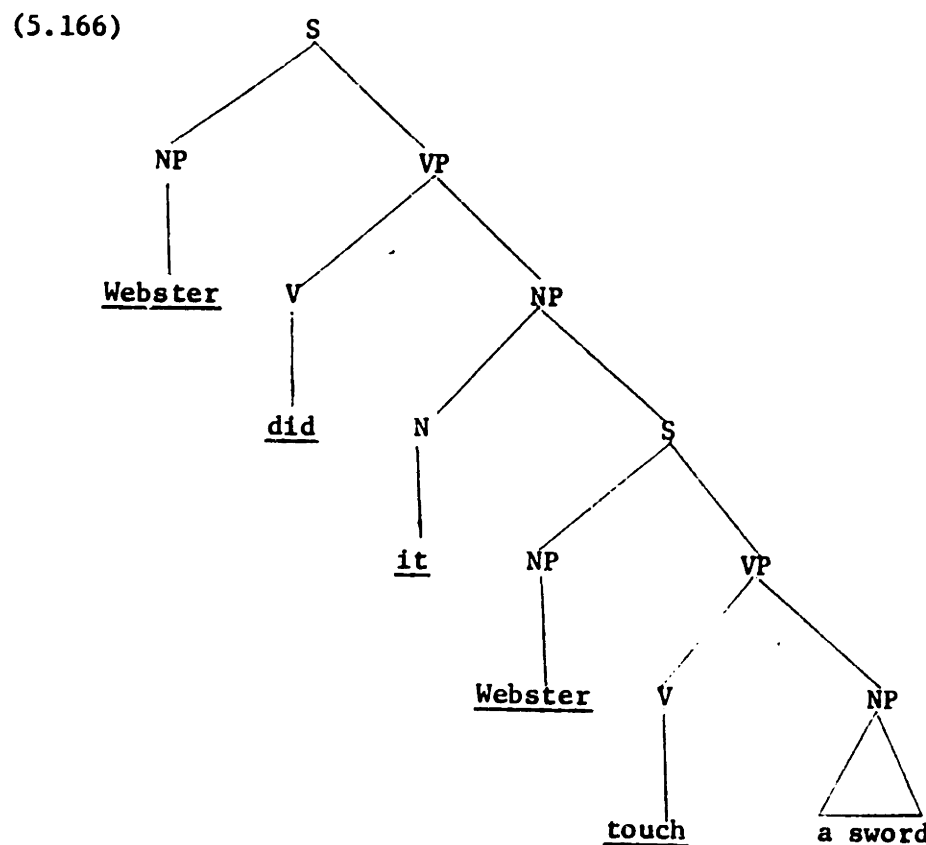 (5.166) S
NP VP
Webster V NP
did N S
it NP VP
Webster V NP
touch a sword